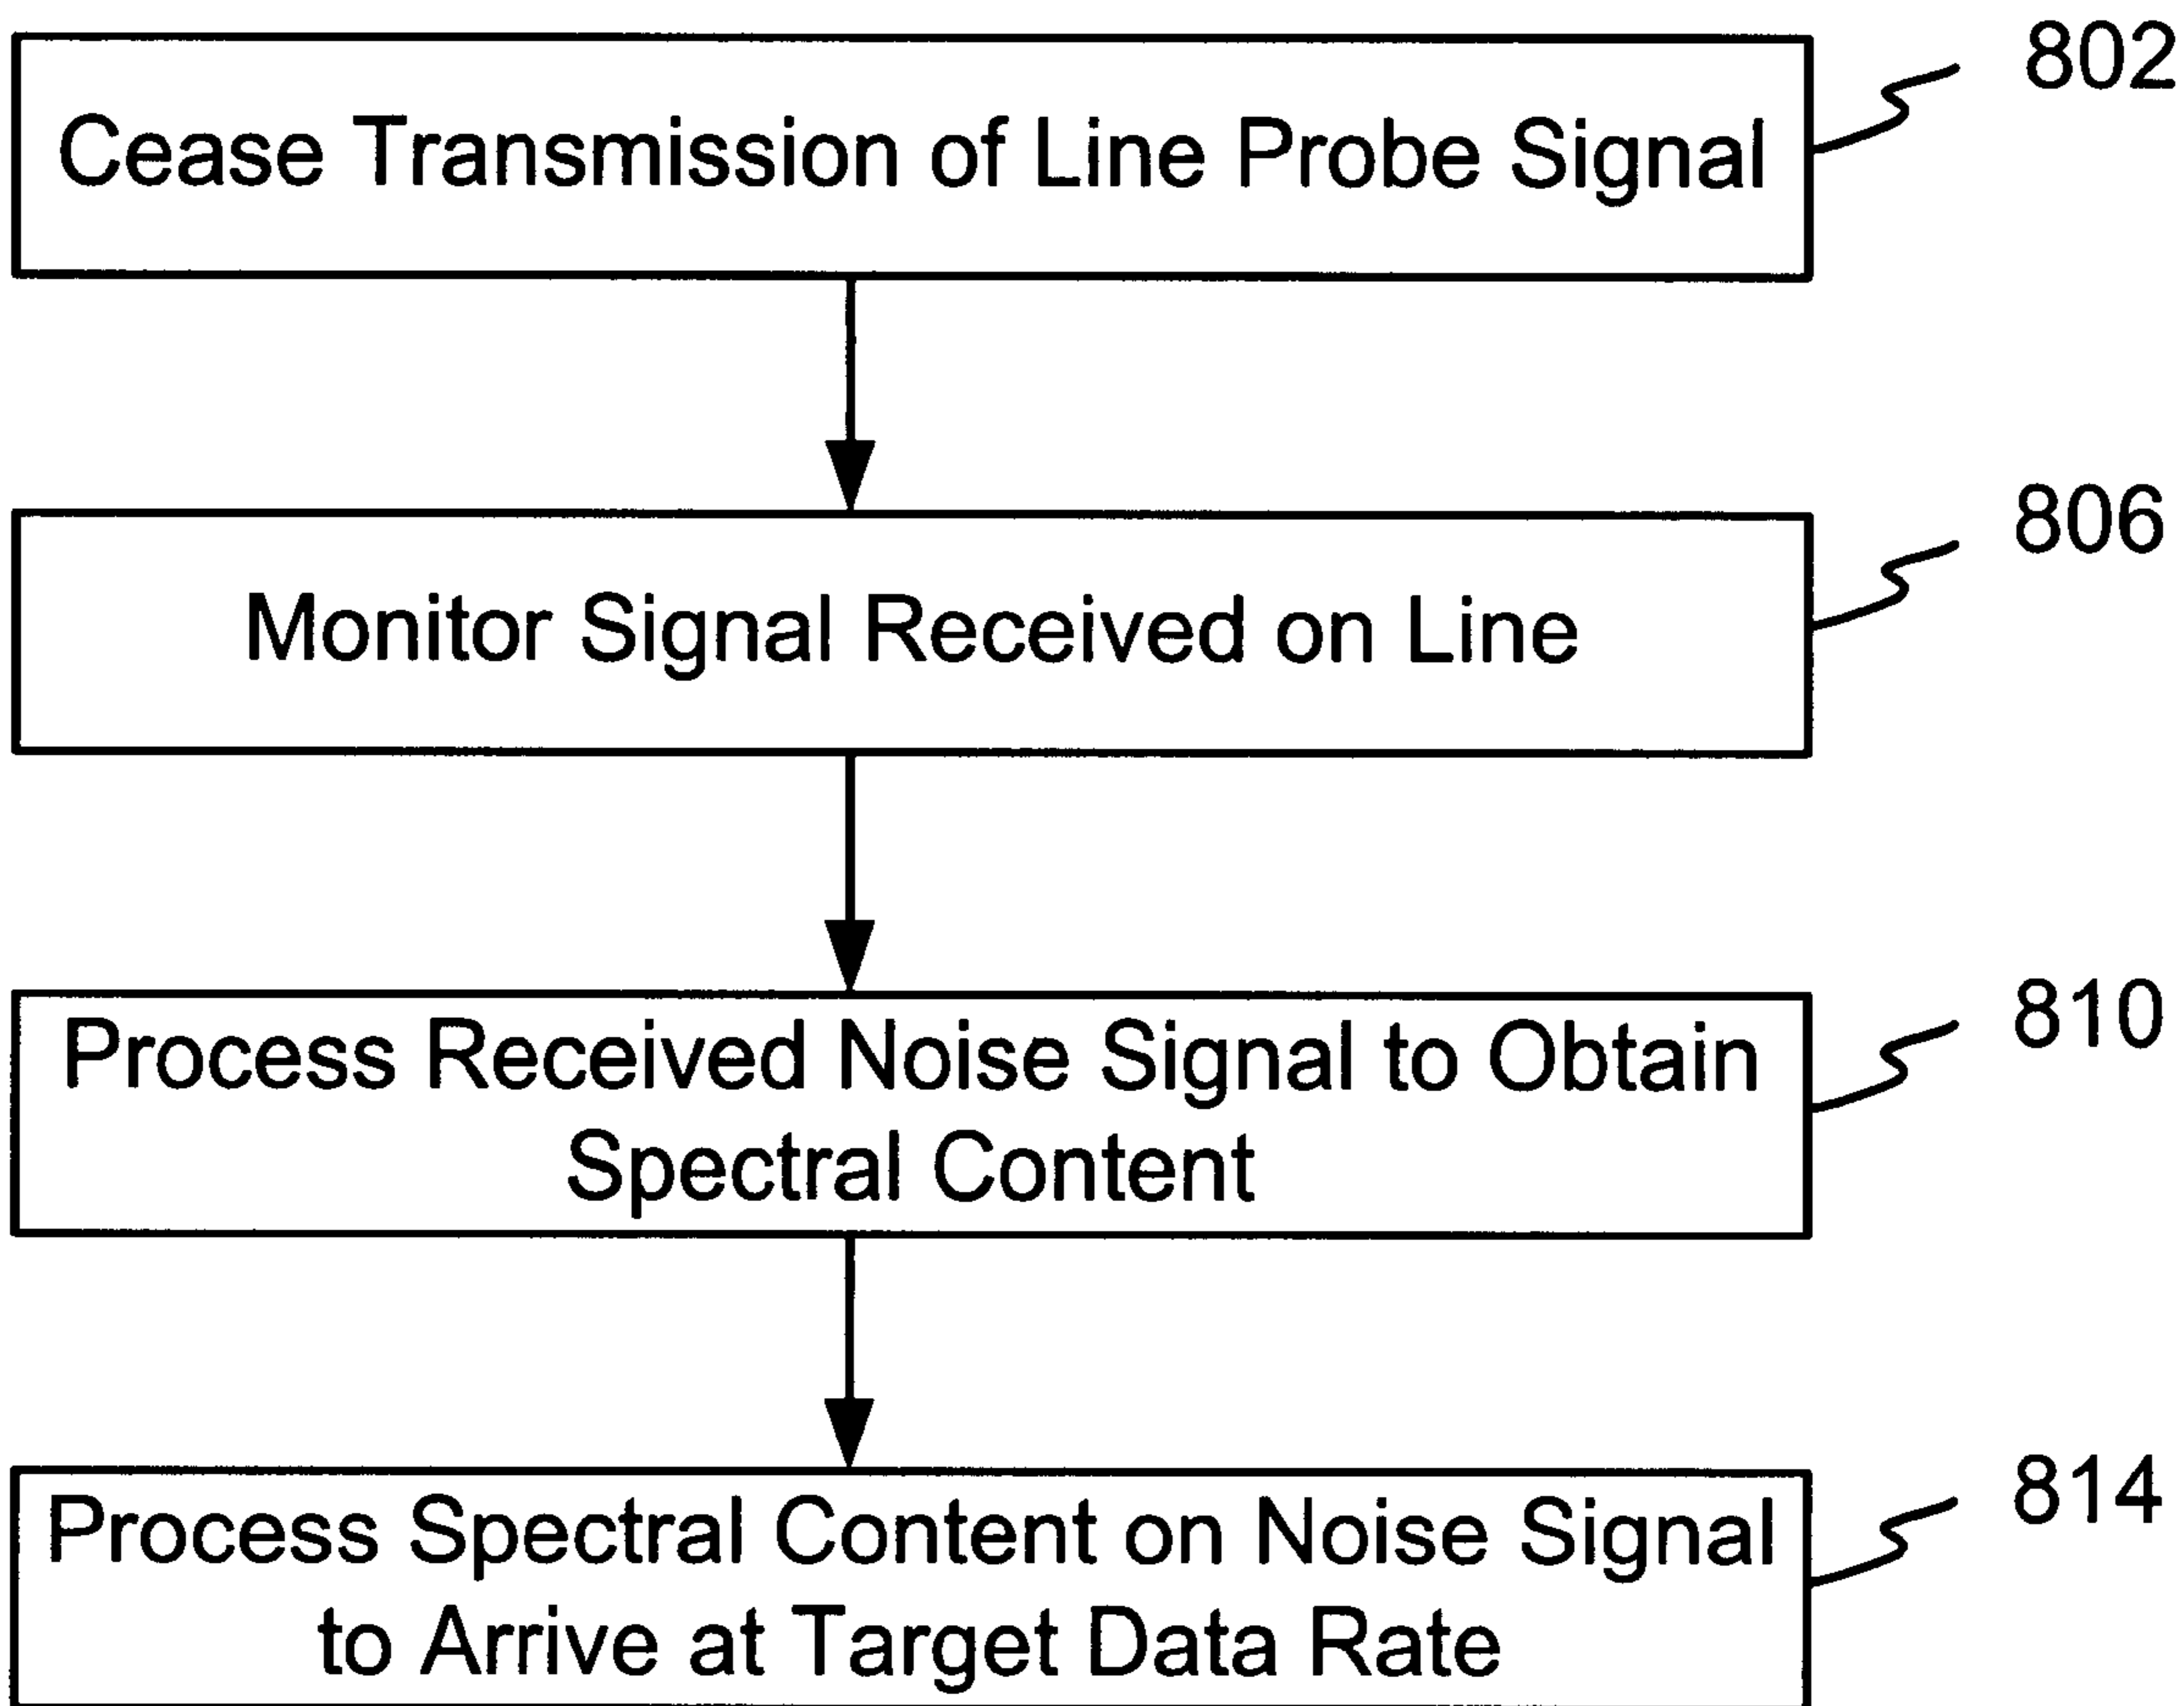 802
Cease Transmission of Line Probe Signal
806
Monitor Signal Received on Line
810
Process Received Noise Signal to Obtain
Spectral Content
814
Process Spectral Content on Noise Signal
to Arrive at Target Data Rate